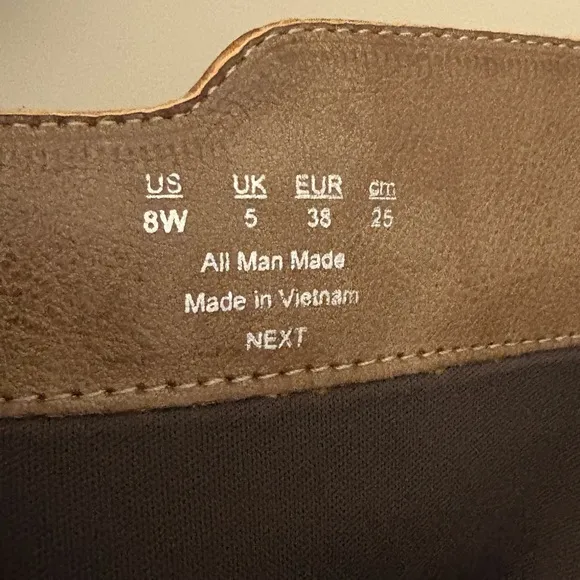 US UK EUR cm
8W 5 38 25
All Man Made
Made in Vietnam
NEXT